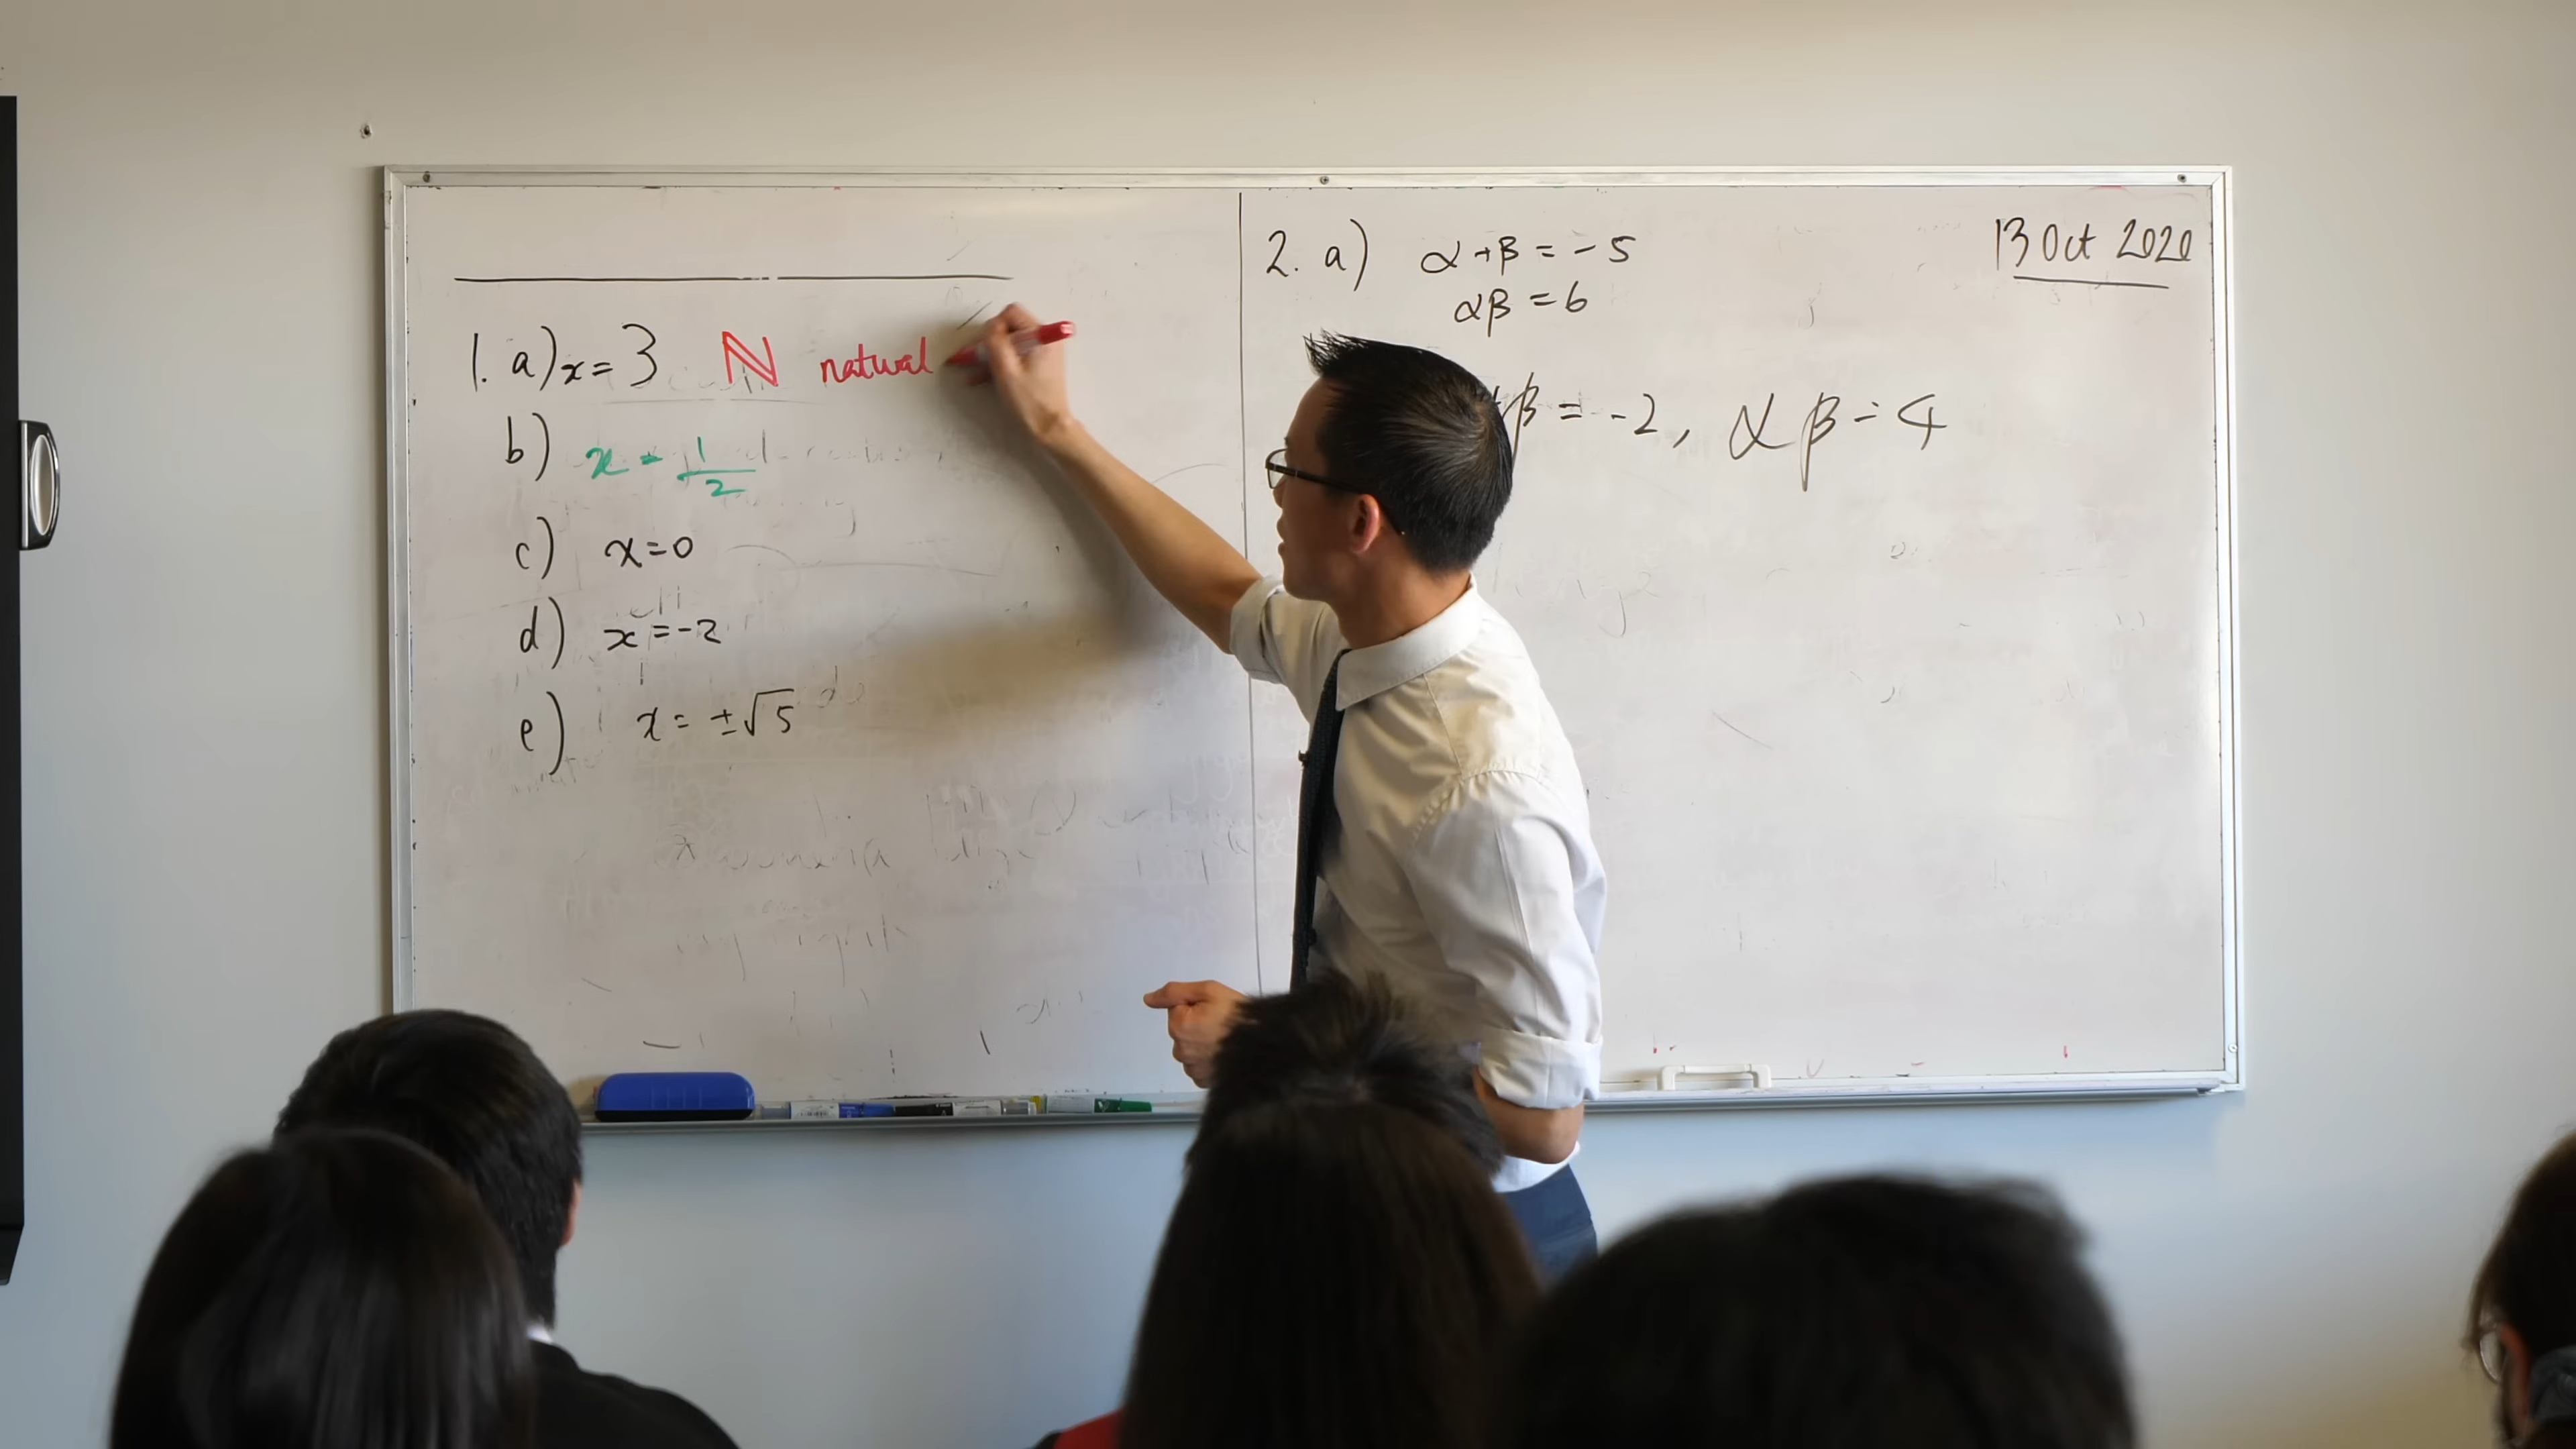 1. a) x = 3 ℕ natural
b) x = 1/2
c) x = 0
d) x = -2
e) x = ±√5
2. a) α + β = -5
αβ = 6
β = -2, αβ = 4
13 Oct 2020